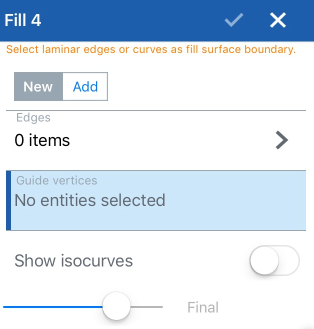 Fill 4
Select laminar edges or curves as fill surface boundary.
New Add
Edges
0 items
Guide vertices
No entities selected
Show isocurves
Final